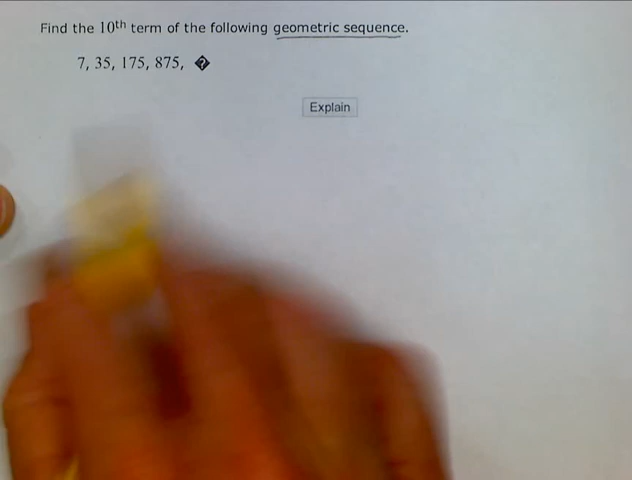 Find the 10th term of the following geometric sequence.
7, 35, 175, 875, �
Explain